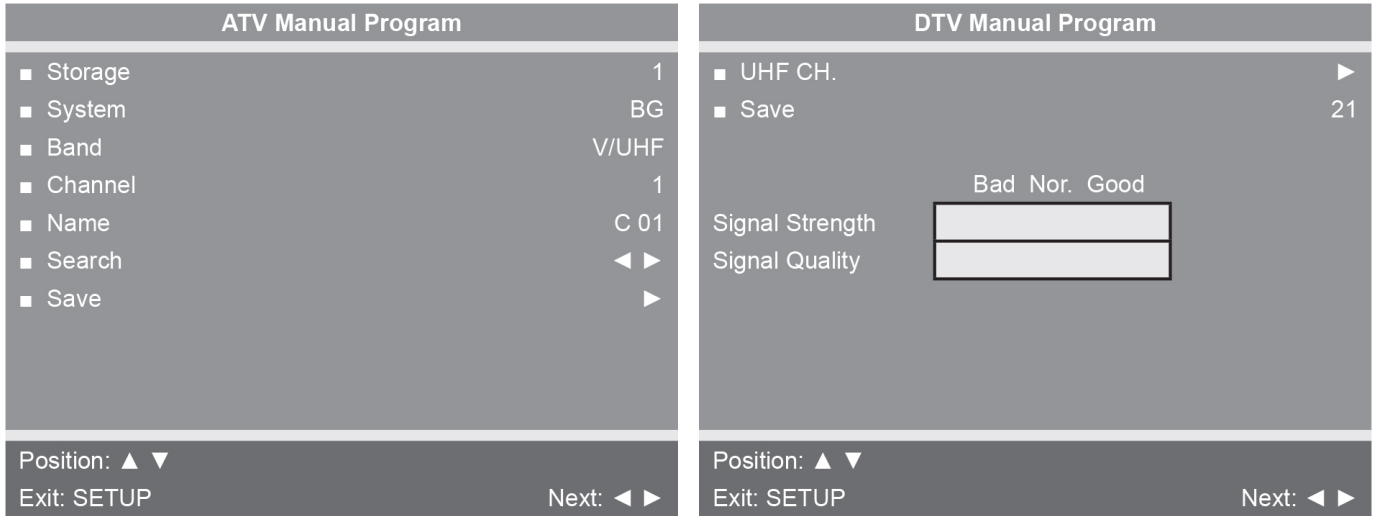 ATV Manual Program
■ Storage 1
■ System BG
■ Band V/UHF
■ Channel 1
■ Name C 01
■ Search ◄ ►
■ Save ►
Position: ▲ ▼
Exit: SETUP Next: ◄ ►
DTV Manual Program
■ UHF CH. ►
■ Save 21
Bad Nor. Good
Signal Strength
Signal Quality
Position: ▲ ▼
Exit: SETUP Next: ◄ ►